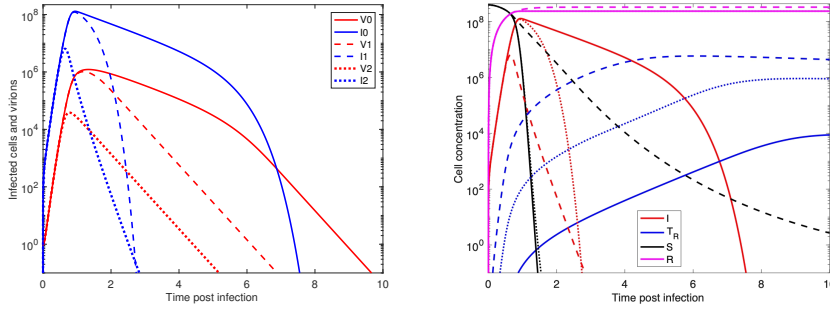 10^8
10^6
10^4
10^2
10^0
Infected cells and virions
0 2 4 6 8 10
Time post infection
V0
I0
V1
I1
V2
I2
10^8
10^6
10^4
10^2
10^0
Cell concentration
0 2 4 6 8 10
Time post infection
I
T_R
S
R